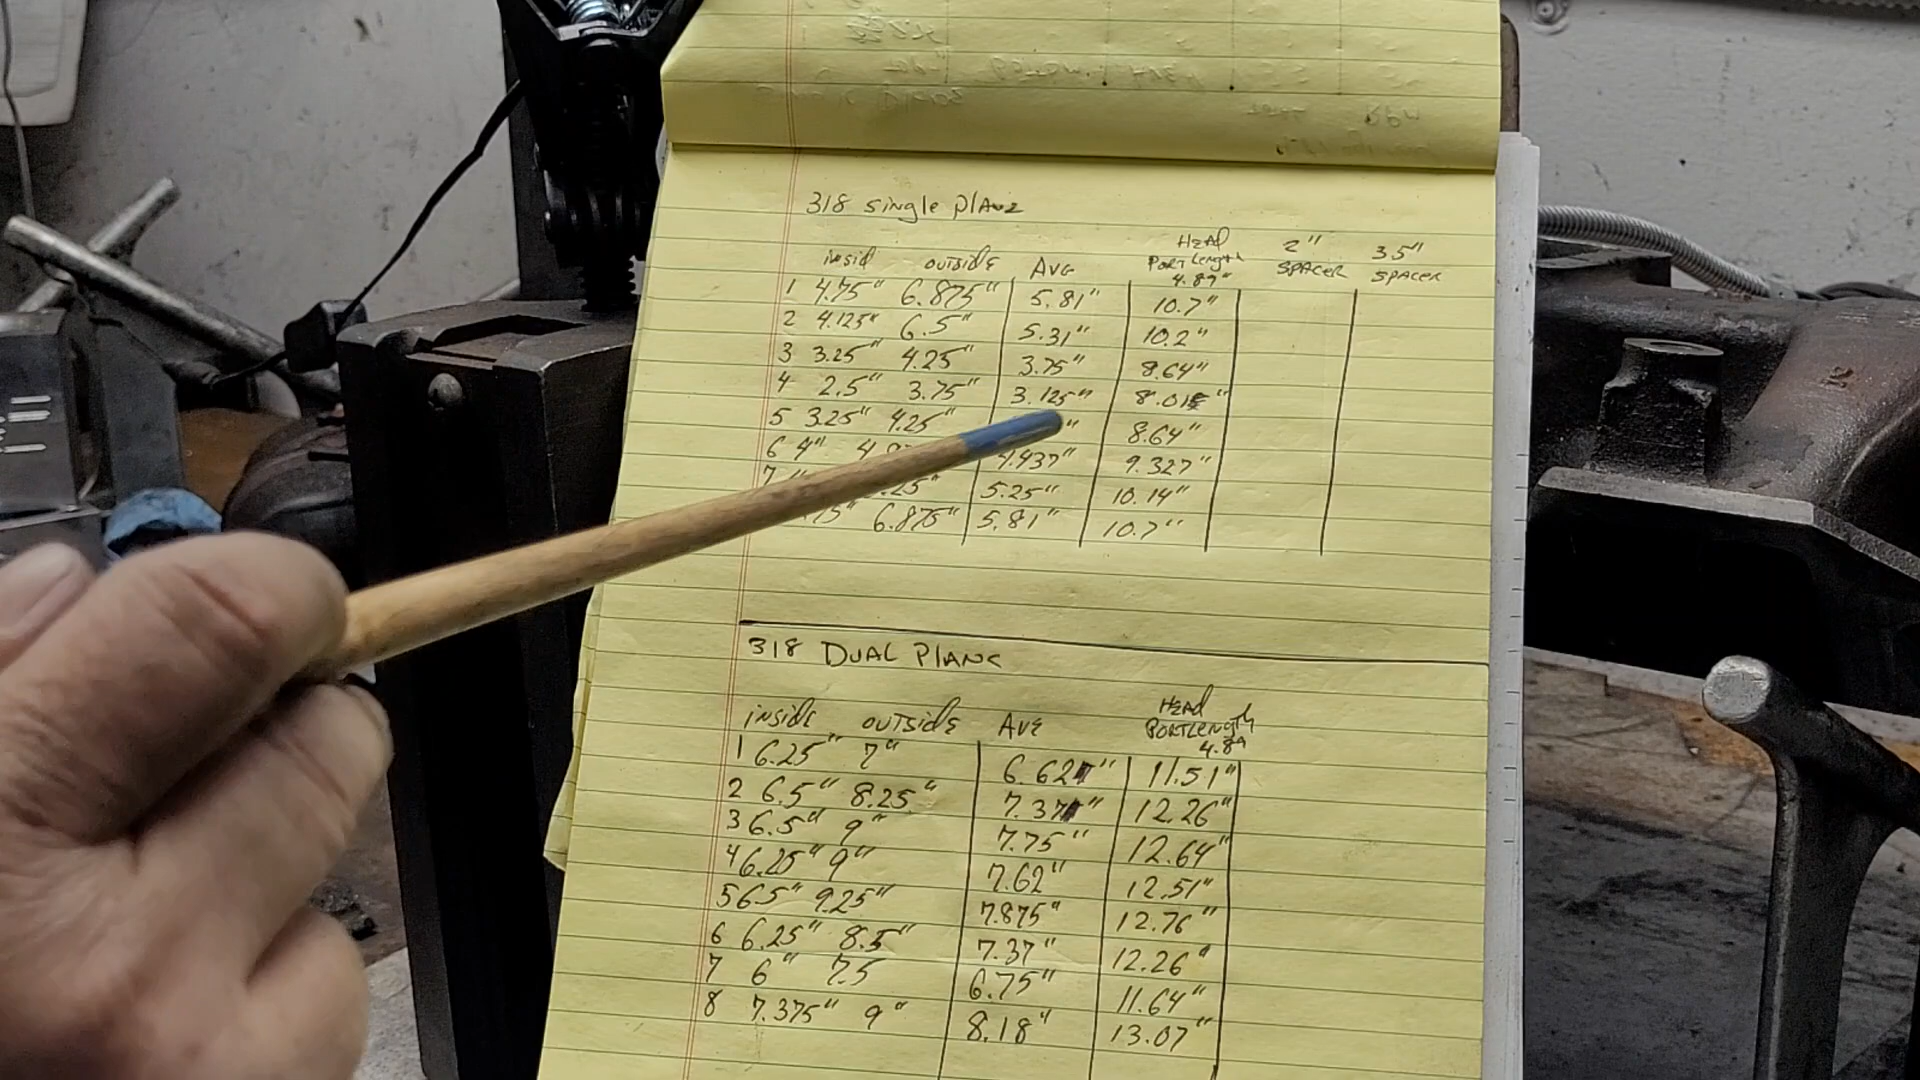 318 Single Plane
Head 2" 3.5"
insid outside Avg Port Length SPACER SPACER
4.89"
1 4.75" 6.875" 5.81" 10.7"
2 4.125" 6.5" 5.31" 10.2"
3 3.25" 4.25" 3.75" 8.64"
4 2.5" 3.75" 3.125" 8.015"
5 3.25" 4.25" 8.64"
6 4" 4.437" 9.327"
7 5.25" 10.14"
6.875" 5.81" 10.7"
318 DUAL PLANE
Head
inside outside AVE PORTLENGTH
4.89
1 6.25" 7" 6.62" 11.51"
2 6.5" 8.25" 7.37" 12.26"
3 6.5" 9" 7.75" 12.64"
4 6.25" 9" 7.62" 12.51"
5 6.5" 9.25" 7.875" 12.76"
6 6.25" 8.5" 7.37" 12.26"
7 6" 7.5 6.75" 11.64"
8 7.375" 9" 8.18" 13.07"